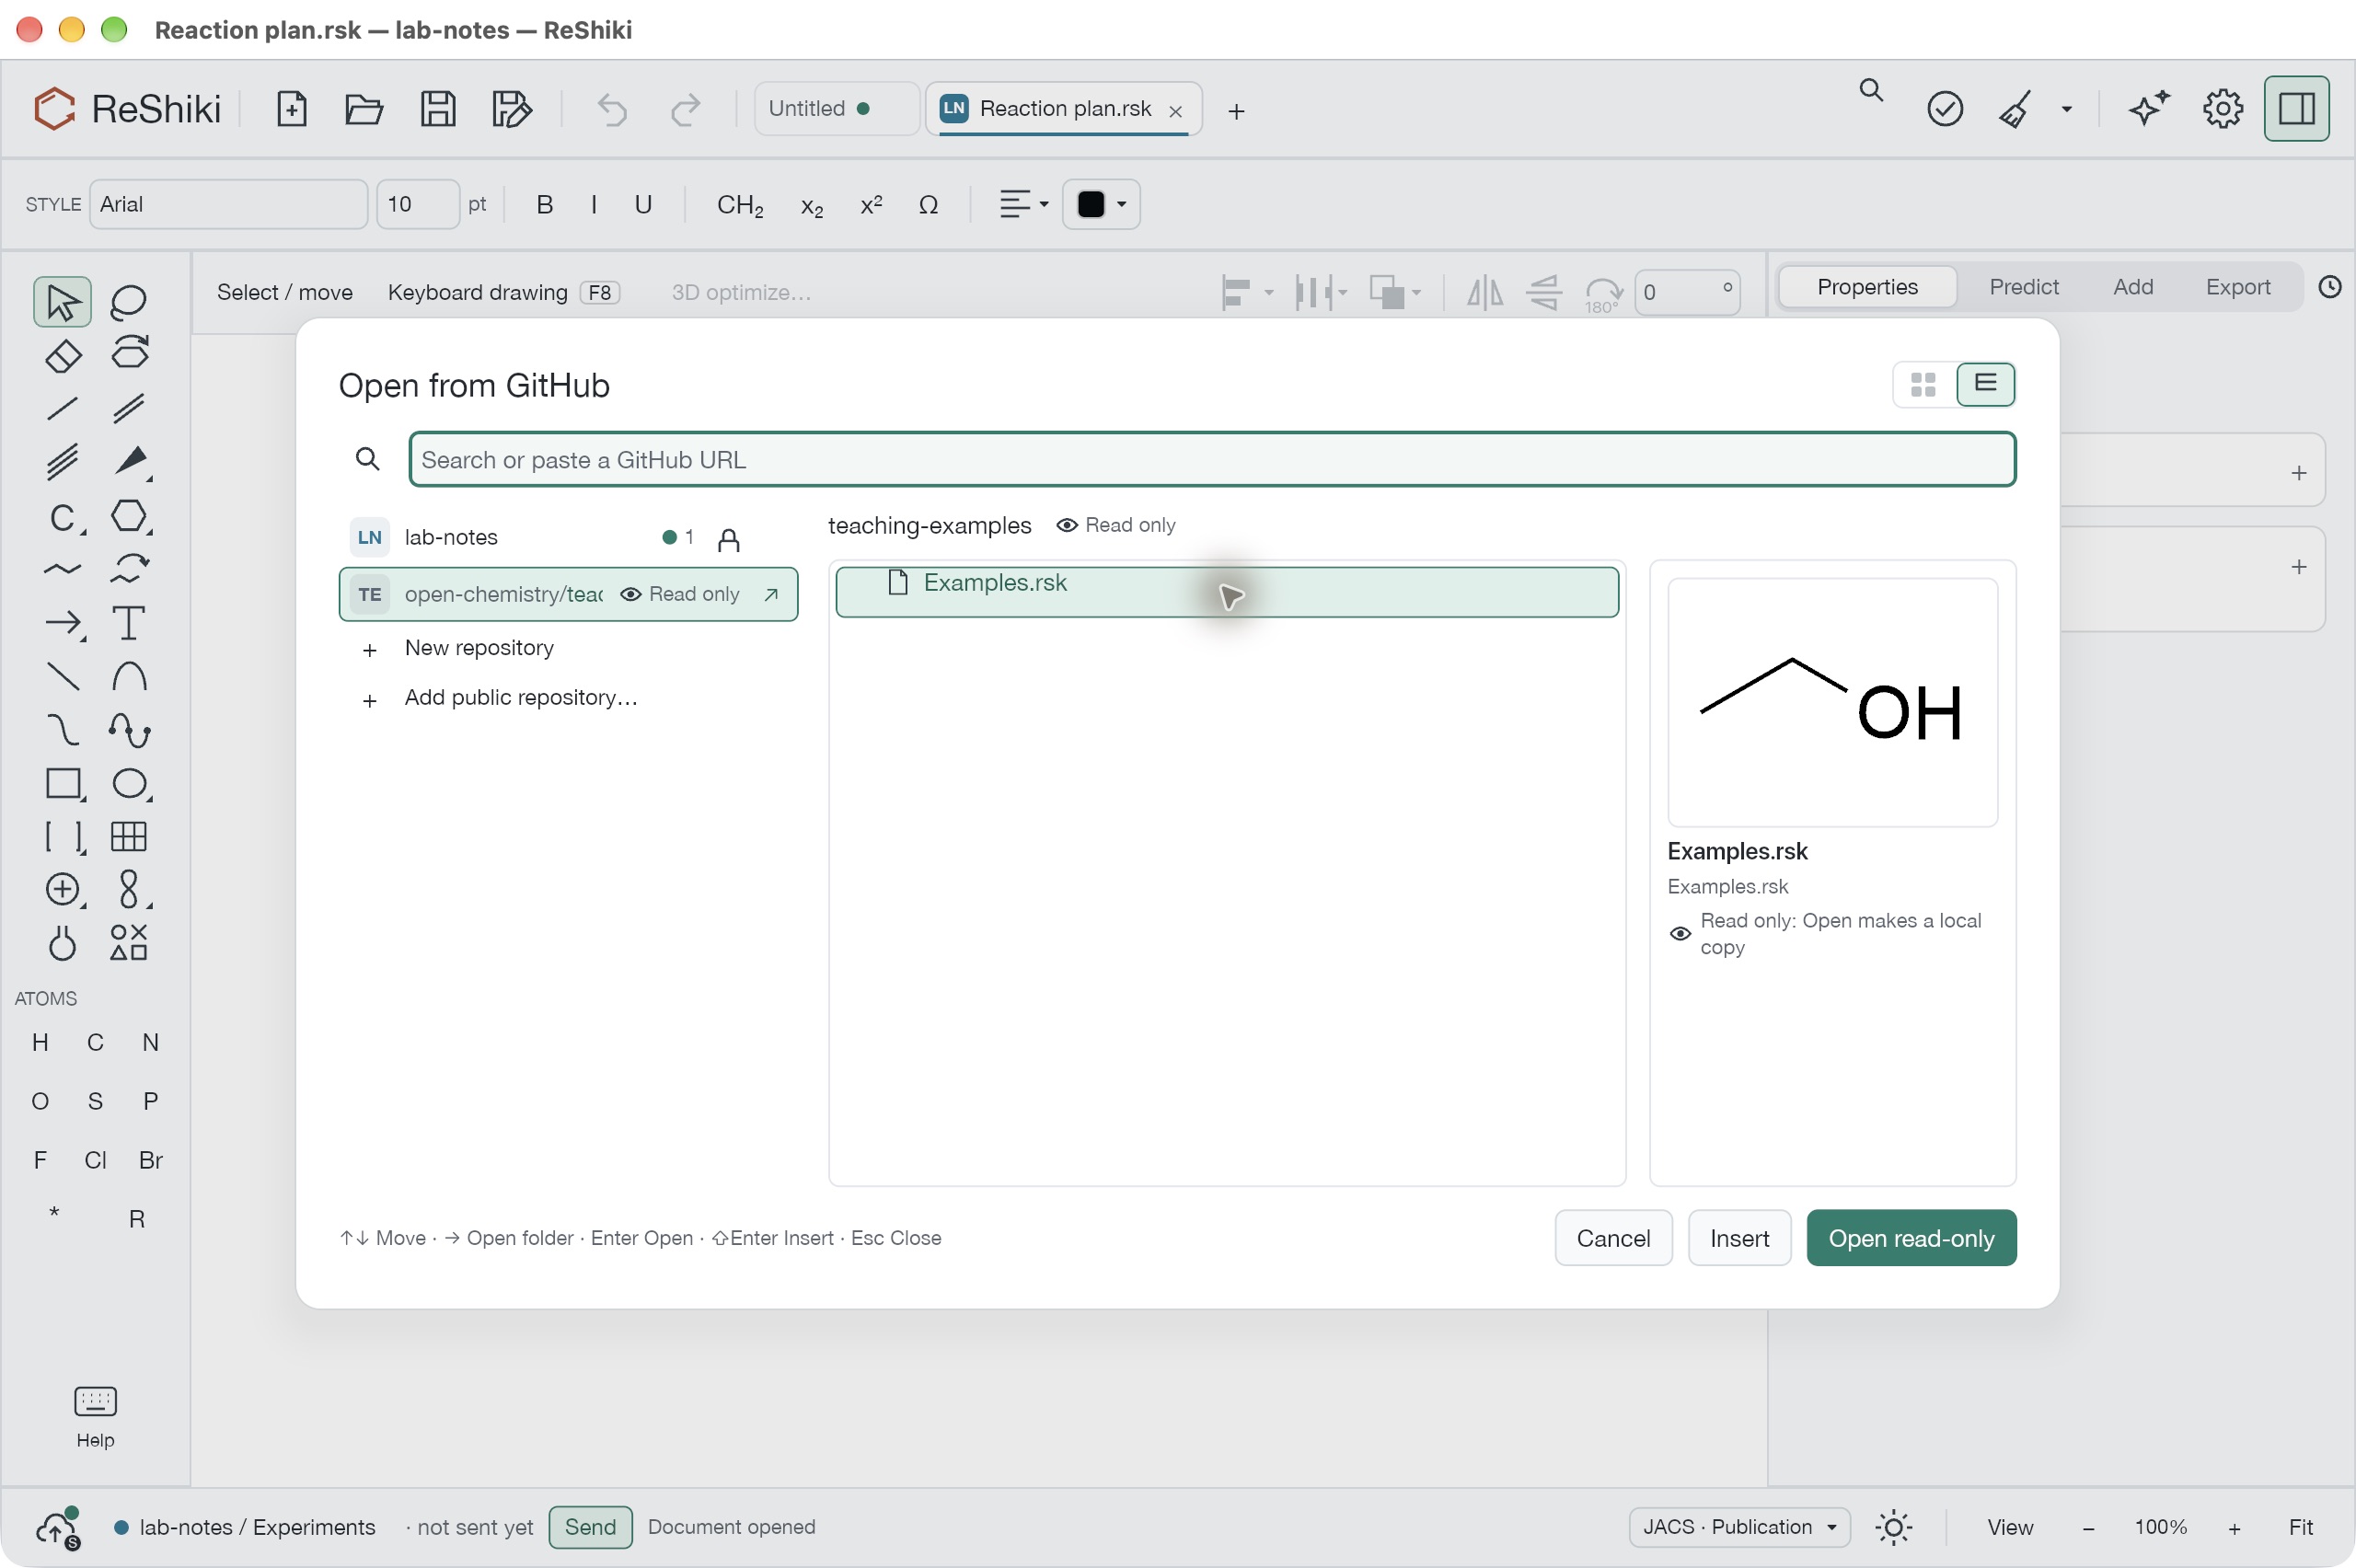 Reaction plan.rsk — lab-notes — ReShiki
ReShiki
Untitled
LN Reaction plan.rsk
STYLE Arial 10 pt B I U CH₂ x₂ x² Ω
Select / move Keyboard drawing F8 3D optimize... 180° 0 °
Properties Predict Add Export
Open from GitHub
Search or paste a GitHub URL
LN lab-notes 1
TE open-chemistry/teac Read only
New repository
Add public repository...
teaching-examples Read only
Examples.rsk
OH
Examples.rsk
Examples.rsk
Read only: Open makes a local
copy
↑↓ Move · → Open folder · Enter Open · ⇧Enter Insert · Esc Close
Cancel Insert Open read-only
C
T
ATOMS
H C N
O S P
F Cl Br
* R
Help
S lab-notes / Experiments · not sent yet Send Document opened
JACS · Publication View − 100% + Fit